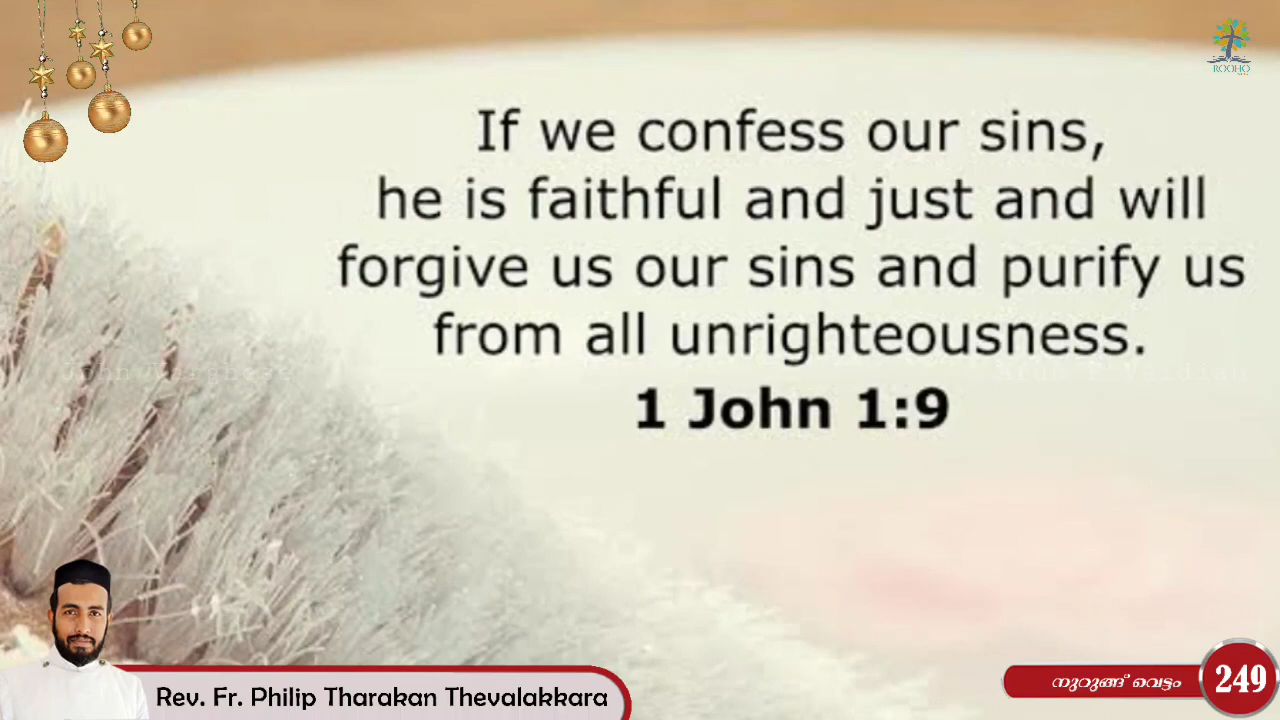 ROOHO
If we confess our sins,
he is faithful and just and will
forgive us our sins and purify us
from all unrighteousness.
1 John 1:9
Rev. Fr. Philip Tharakan Thevalakkara
നുറുങ്ങ് വെട്ടം
249